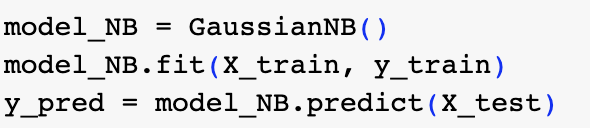 model_NB = GaussianNB()
model_NB.fit(X_train, y_train)
y_pred = model_NB.predict(X_test)